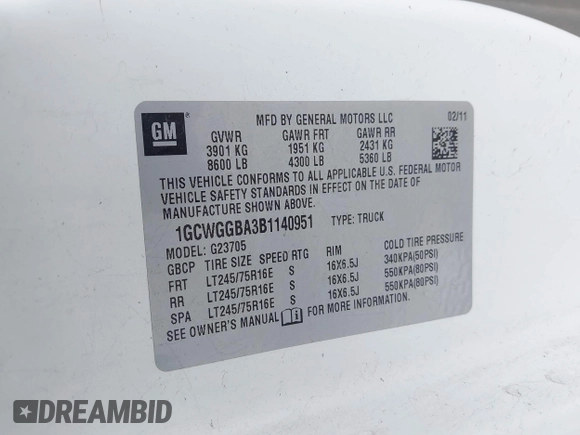 GM
MFD BY GENERAL MOTORS LLC 02/11
GVWR GAWR FRT GAWR RR
3901 KG 1951 KG 2431 KG
8600 LB 4300 LB 5360 LB
THIS VEHICLE CONFORMS TO ALL APPLICABLE U.S. FEDERAL MOTOR
VEHICLE SAFETY STANDARDS IN EFFECT ON THE DATE OF
MANUFACTURE SHOWN ABOVE.
1GCWGGBA3B1140951 TYPE: TRUCK
MODEL: G23705
GBCP TIRE SIZE SPEED RTG RIM COLD TIRE PRESSURE
FRT LT245/75R16E S 16X6.5J 340KPA(50PSI)
RR LT245/75R16E S 16X6.5J 550KPA(80PSI)
SPA LT245/75R16E S 16X6.5J 550KPA(80PSI)
SEE OWNER'S MANUAL FOR MORE INFORMATION.
DREAMBID